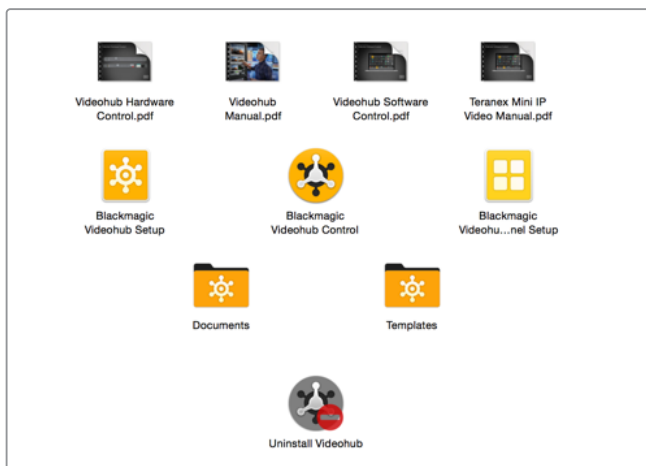 Videohub Hardware
Control.pdf
Videohub
Manual.pdf
Videohub Software
Control.pdf
Teranex Mini IP
Video Manual.pdf
Blackmagic
Videohub Setup
Blackmagic
Videohub Control
Blackmagic
Videohu...nel Setup
Documents
Templates
Uninstall Videohub